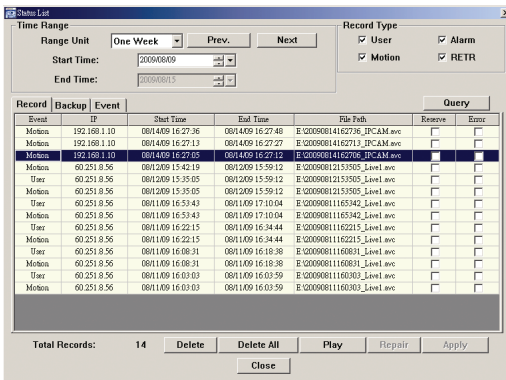 Status List
Time Range
Range Unit One Week Prev. Next
Start Time: 2009/08/09
End Time: 2009/08/15
Record Type
User Alarm
Motion RETR
Record Backup Event Query
Event IP Start Time End Time File Path Reserve Error
Motion 192.168.1.10 08/14/09 16:27:36 08/14/09 16:27:48 E:\20090814162736_IPCAM.avc
Motion 192.168.1.10 08/14/09 16:27:13 08/14/09 16:27:27 E:\20090814162713_IPCAM.avc
Motion 192.168.1.10 08/14/09 16:27:05 08/14/09 16:27:12 E:\20090814162706_IPCAM.avc
Motion 60.251.8.56 08/12/09 15:42:19 08/12/09 15:59:12 E:\20090812153505_Live1.avc
User 60.251.8.56 08/12/09 15:35:05 08/12/09 15:59:12 E:\20090812153505_Live1.avc
Motion 60.251.8.56 08/12/09 15:35:05 08/12/09 15:59:12 E:\20090812153505_Live1.avc
User 60.251.8.56 08/11/09 16:53:43 08/11/09 17:10:04 E:\20090811165342_Live1.avc
Motion 60.251.8.56 08/11/09 16:53:43 08/11/09 17:10:04 E:\20090811165342_Live1.avc
User 60.251.8.56 08/11/09 16:22:15 08/11/09 16:34:44 E:\20090811162215_Live1.avc
Motion 60.251.8.56 08/11/09 16:22:15 08/11/09 16:34:44 E:\20090811162215_Live1.avc
Motion 60.251.8.56 08/11/09 16:08:31 08/11/09 16:18:38 E:\20090811160831_Live1.avc
User 60.251.8.56 08/11/09 16:08:31 08/11/09 16:18:38 E:\20090811160831_Live1.avc
User 60.251.8.56 08/11/09 16:03:03 08/11/09 16:03:59 E:\20090811160303_Live1.avc
Motion 60.251.8.56 08/11/09 16:03:03 08/11/09 16:03:59 E:\20090811160303_Live1.avc
Total Records: 14 Delete Delete All Play Repair Apply
Close